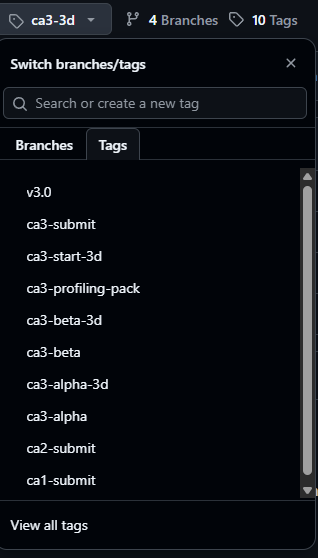 ca3-3d 4 Branches 10 Tags
Switch branches/tags
Search or create a new tag
Branches Tags
v3.0
ca3-submit
ca3-start-3d
ca3-profiling-pack
ca3-beta-3d
ca3-beta
ca3-alpha-3d
ca3-alpha
ca2-submit
ca1-submit
View all tags